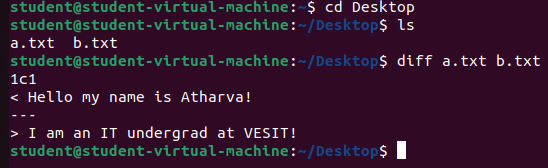 student@student-virtual-machine:~$ cd Desktop
student@student-virtual-machine:~/Desktop$ ls
a.txt  b.txt
student@student-virtual-machine:~/Desktop$ diff a.txt b.txt
1c1
< Hello my name is Atharva!
---
> I am an IT undergrad at VESIT!
student@student-virtual-machine:~/Desktop$